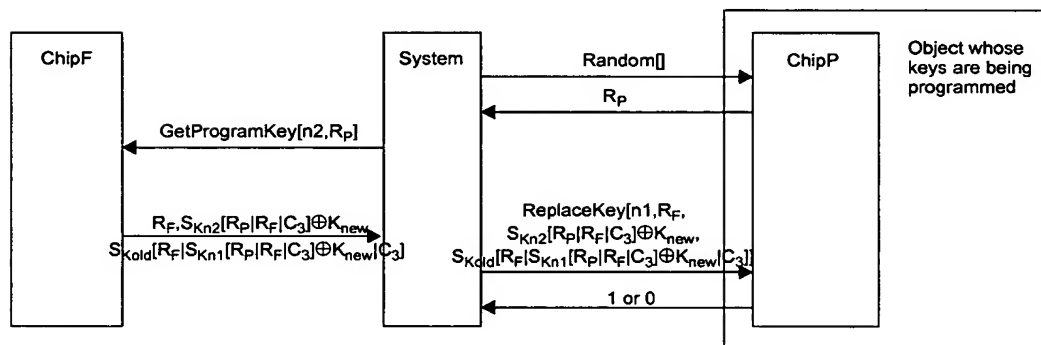 ChipF
System
ChipP
Object whose
keys are being
programmed
Random[]
R_P
GetProgramKey[n2,R_P]
R_F,S_Kn2[R_P|R_F|C_3]⊕K_new
S_Kold[R_F|S_Kn1[R_P|R_F|C_3]⊕K_new|C_3]
ReplaceKey[n1,R_F,
S_Kn2[R_P|R_F|C_3]⊕K_new,
S_Kold[R_F|S_Kn1[R_P|R_F|C_3]⊕K_new|C_3]]
1 or 0